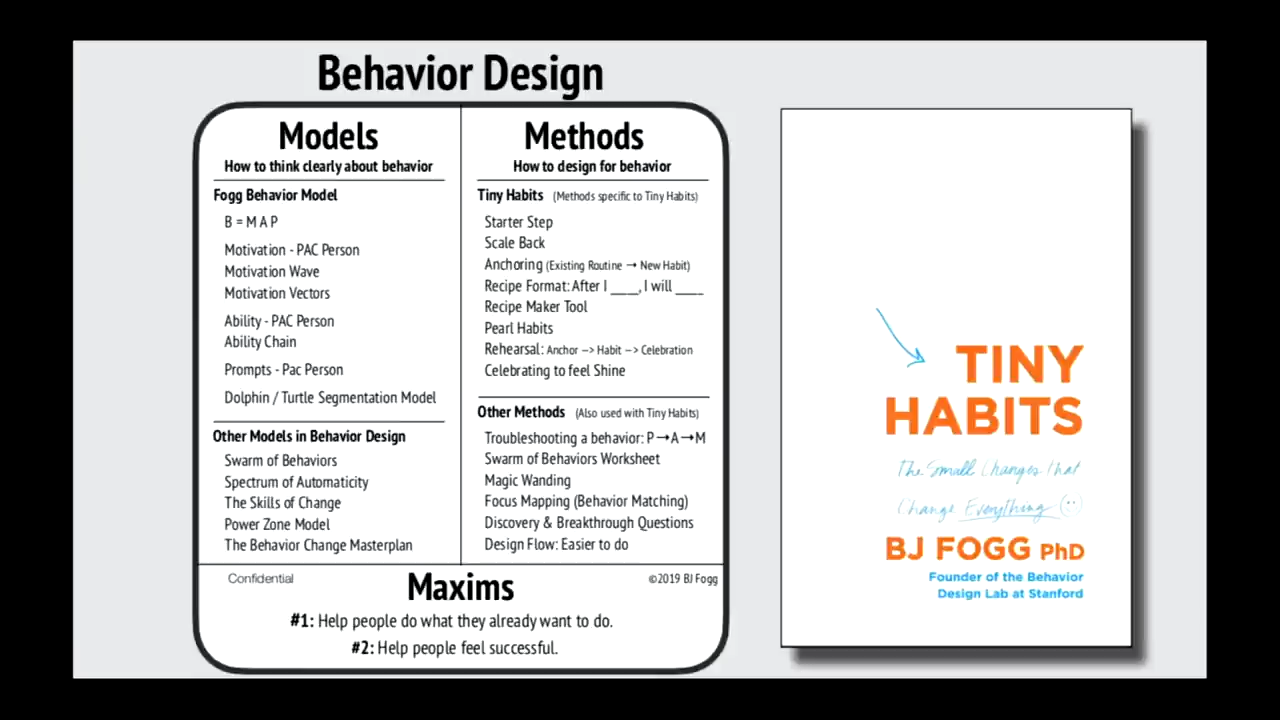 Behavior Design
Models
How to think clearly about behavior
Fogg Behavior Model
B = M A P
Motivation - PAC Person
Motivation Wave
Motivation Vectors
Ability - PAC Person
Ability Chain
Prompts - Pac Person
Dolphin / Turtle Segmentation Model
Other Models in Behavior Design
Swarm of Behaviors
Spectrum of Automaticity
The Skills of Change
Power Zone Model
The Behavior Change Masterplan
Methods
How to design for behavior
Tiny Habits (Methods specific to Tiny Habits)
Starter Step
Scale Back
Anchoring (Existing Routine → New Habit)
Recipe Format: After I _____, I will _____
Recipe Maker Tool
Pearl Habits
Rehearsal: Anchor –> Habit –> Celebration
Celebrating to feel Shine
Other Methods (Also used with Tiny Habits)
Troubleshooting a behavior: P→A→M
Swarm of Behaviors Worksheet
Magic Wanding
Focus Mapping (Behavior Matching)
Discovery & Breakthrough Questions
Design Flow: Easier to do
Confidential
©2019 BJ Fogg
Maxims
#1: Help people do what they already want to do.
#2: Help people feel successful.
TINY
HABITS
The Small Changes That
Change Everything
BJ FOGG PhD
Founder of the Behavior
Design Lab at Stanford